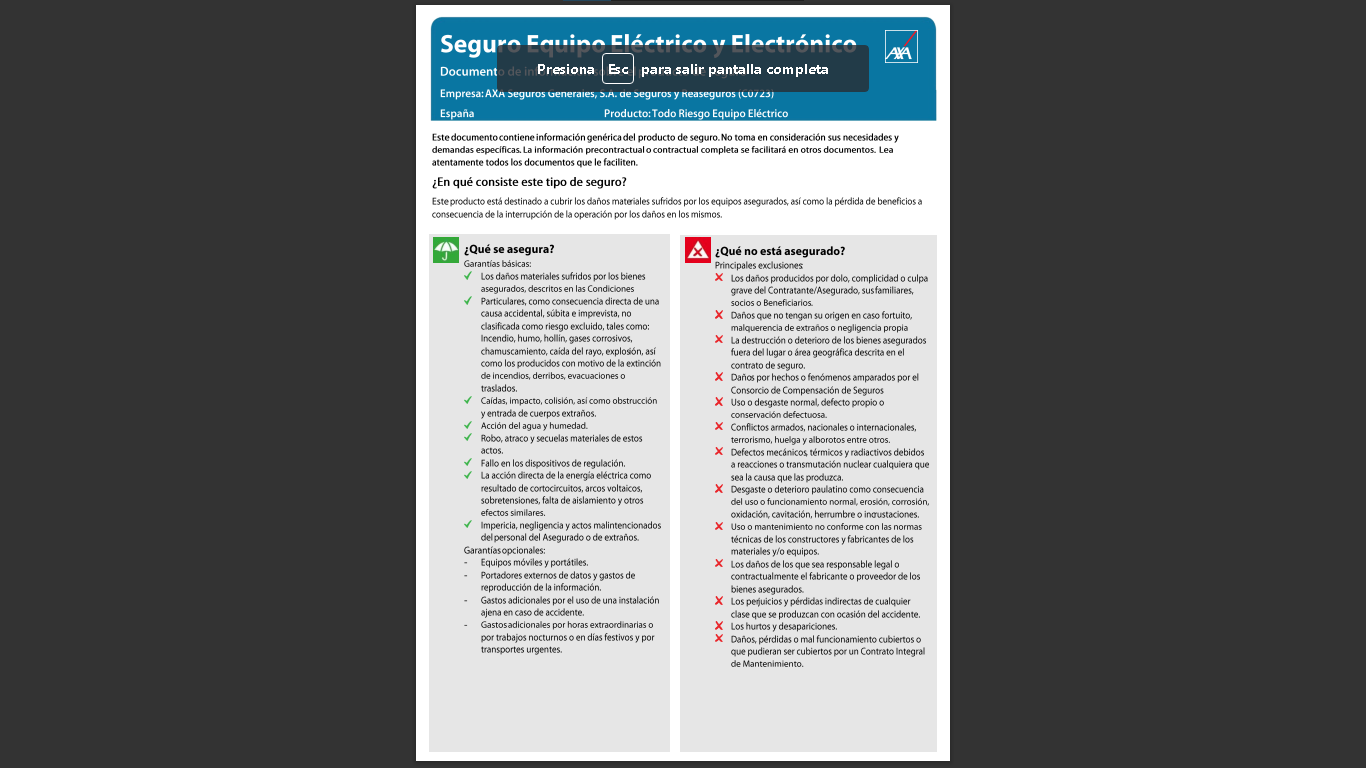 Seguro Equipo Eléctrico y Electrónico
AXA
Presiona Esc para salir pantalla completa
Documento de
Empresa: AXA Seguros Generales, S.A. de Seguros y Reaseguros (C0723)
España Producto: Todo Riesgo Equipo Eléctrico
Este documento contiene información genérica del producto de seguro. No toma en consideración sus necesidades y
demandas específicas. La información precontractual o contractual completa se facilitará en otros documentos. Lea
atentamente todos los documentos que le faciliten.
¿En qué consiste este tipo de seguro?
Este producto está destinado a cubrir los daños materiales sufridos por los equipos asegurados, así como la pérdida de beneficios a
consecuencia de la interrupción de la operación por los daños en los mismos.
¿Qué se asegura?
Garantías básicas:
Los daños materiales sufridos por los bienes
asegurados, descritos en las Condiciones
Particulares, como consecuencia directa de una
causa accidental, súbita e imprevista, no
clasificada como riesgo excluido, tales como:
Incendio, humo, hollín, gases corrosivos,
chamuscamiento, caída del rayo, explosión, así
como los producidos con motivo de la extinción
de incendios, derribos, evacuaciones o
traslados.
Caídas, impacto, colisión, así como obstrucción
y entrada de cuerpos extraños.
Acción del agua y humedad.
Robo, atraco y secuelas materiales de estos
actos.
Fallo en los dispositivos de regulación.
La acción directa de la energía eléctrica como
resultado de cortocircuitos, arcos voltaicos,
sobretensiones, falta de aislamiento y otros
efectos similares.
Impericia, negligencia y actos malintencionados
del personal del Asegurado o de extraños.
Garantías opcionales:
- Equipos móviles y portátiles.
- Portadores externos de datos y gastos de
reproducción de la información.
- Gastos adicionales por el uso de una instalación
ajena en caso de accidente.
- Gastos adicionales por horas extraordinarias o
por trabajos nocturnos o en días festivos y por
transportes urgentes.
¿Qué no está asegurado?
Principales exclusiones:
Los daños producidos por dolo, complicidad o culpa
grave del Contratante/Asegurado, sus familiares,
socios o Beneficiarios.
Daños que no tengan su origen en caso fortuito,
malquerencia de extraños o negligencia propia
La destrucción o deterioro de los bienes asegurados
fuera del lugar o área geográfica descrita en el
contrato de seguro.
Daños por hechos o fenómenos amparados por el
Consorcio de Compensación de Seguros
Uso o desgaste normal, defecto propio o
conservación defectuosa.
Conflictos armados, nacionales o internacionales,
terrorismo, huelga y alborotos entre otros.
Defectos mecánicos, térmicos y radiactivos debidos
a reacciones o transmutación nuclear cualquiera que
sea la causa que las produzca.
Desgaste o deterioro paulatino como consecuencia
del uso o funcionamiento normal, erosión, corrosión,
oxidación, cavitación, herrumbre o incrustaciones.
Uso o mantenimiento no conforme con las normas
técnicas de los constructores y fabricantes de los
materiales y/o equipos.
Los daños de los que sea responsable legal o
contractualmente el fabricante o proveedor de los
bienes asegurados.
Los perjuicios y pérdidas indirectas de cualquier
clase que se produzcan con ocasión del accidente.
Los hurtos y desapariciones.
Daños, pérdidas o mal funcionamiento cubiertos o
que pudieran ser cubiertos por un Contrato Integral
de Mantenimiento.